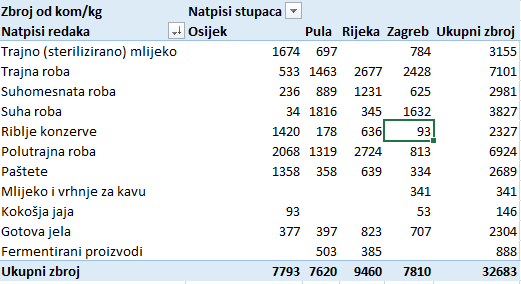 Zbroj od kom/kg Natpisi stupaca
Natpisi redaka Osijek Pula Rijeka Zagreb Ukupni zbroj
Trajno (sterilizirano) mlijeko 1674 697 784 3155
Trajna roba 533 1463 2677 2428 7101
Suhomesnata roba 236 889 1231 625 2981
Suha roba 34 1816 345 1632 3827
Riblje konzerve 1420 178 636 93 2327
Polutrajna roba 2068 1319 2724 813 6924
Paštete 1358 358 639 334 2689
Mlijeko i vrhnje za kavu 341 341
Kokošja jaja 93 53 146
Gotova jela 377 397 823 707 2304
Fermentirani proizvodi 503 385 888
Ukupni zbroj 7793 7620 9460 7810 32683